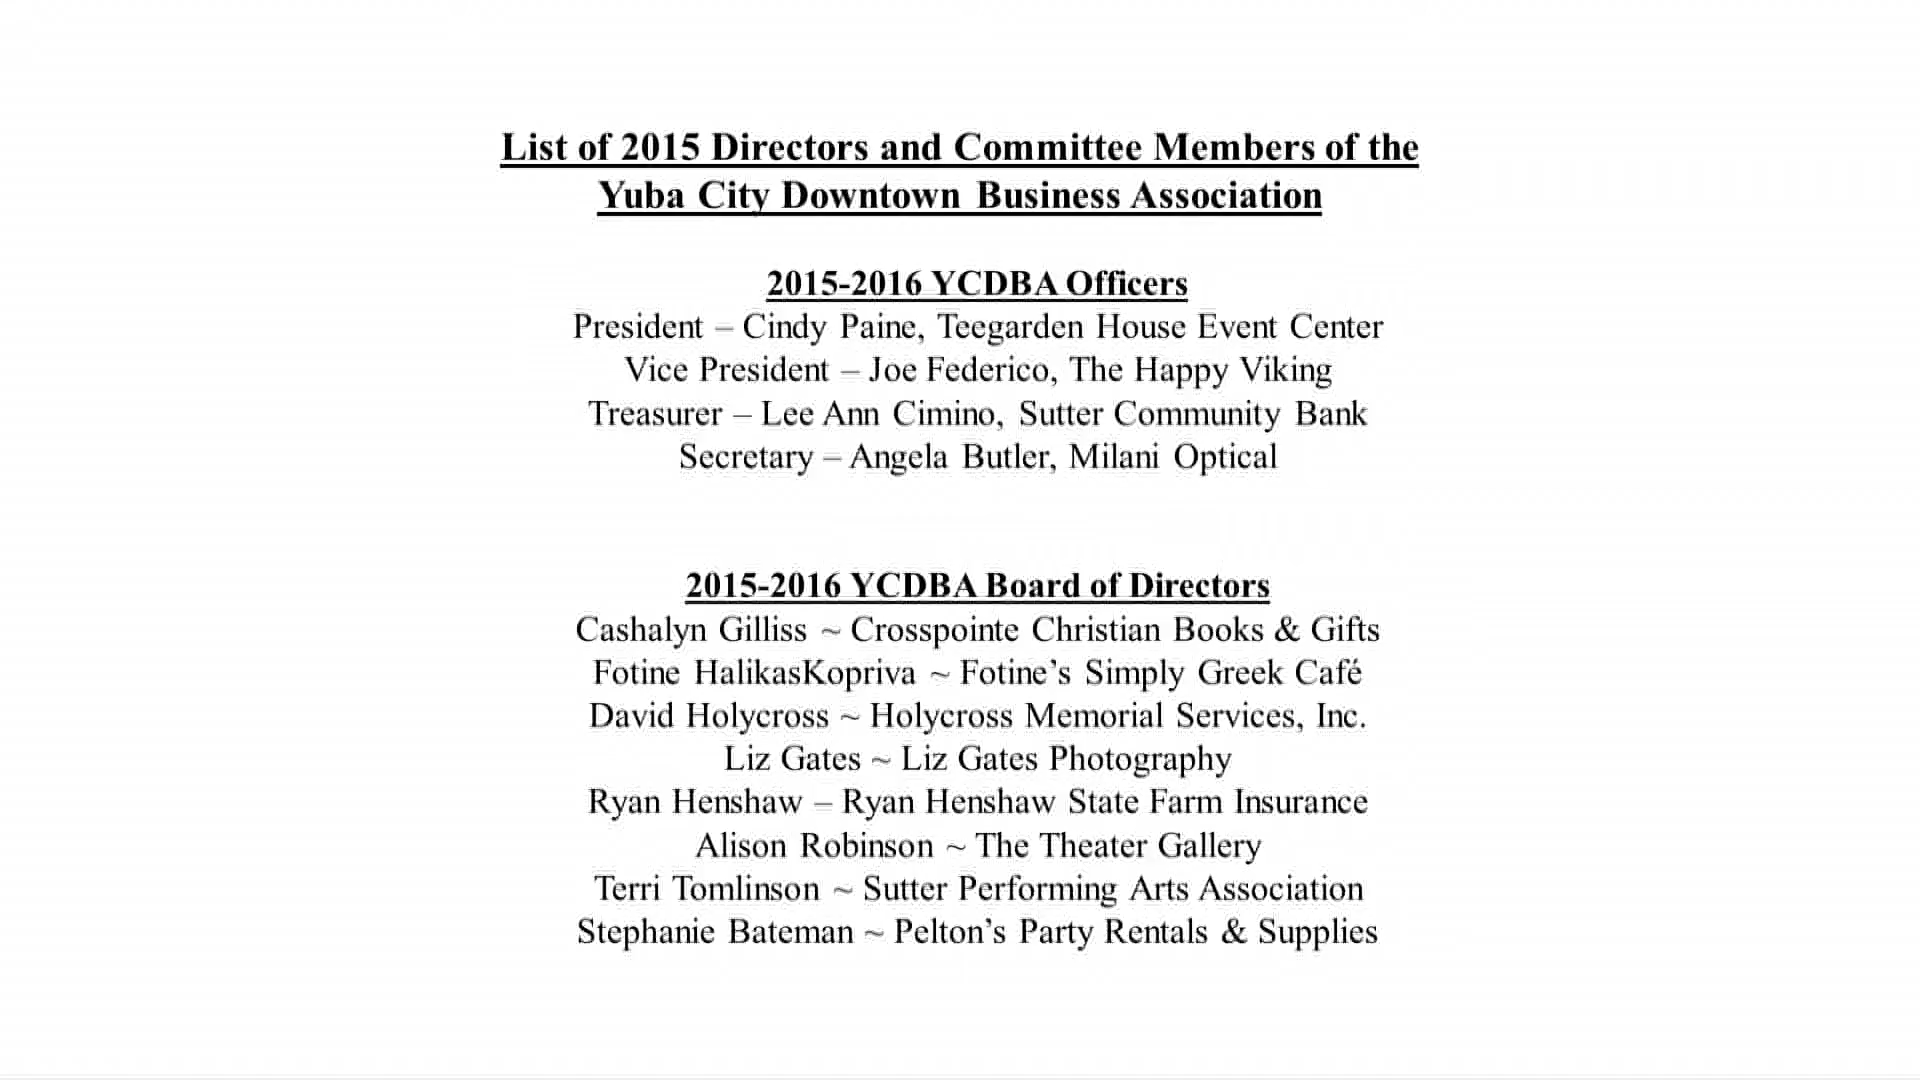 List of 2015 Directors and Committee Members of the
Yuba City Downtown Business Association
2015-2016 YCDBA Officers
President – Cindy Paine, Teegarden House Event Center
Vice President – Joe Federico, The Happy Viking
Treasurer – Lee Ann Cimino, Sutter Community Bank
Secretary – Angela Butler, Milani Optical
2015-2016 YCDBA Board of Directors
Cashalyn Gilliss ~ Crosspointe Christian Books & Gifts
Fotine HalikasKopriva ~ Fotine’s Simply Greek Café
David Holycross ~ Holycross Memorial Services, Inc.
Liz Gates ~ Liz Gates Photography
Ryan Henshaw – Ryan Henshaw State Farm Insurance
Alison Robinson ~ The Theater Gallery
Terri Tomlinson ~ Sutter Performing Arts Association
Stephanie Bateman ~ Pelton’s Party Rentals & Supplies